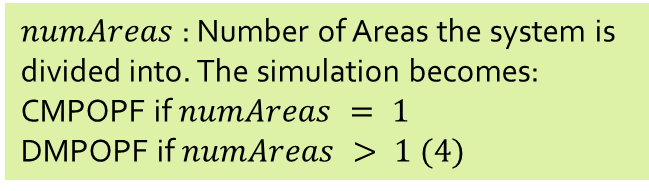 numAreas : Number of Areas the system is
divided into. The simulation becomes:
CMPOPF if numAreas = 1
DMPOPF if numAreas > 1 (4)